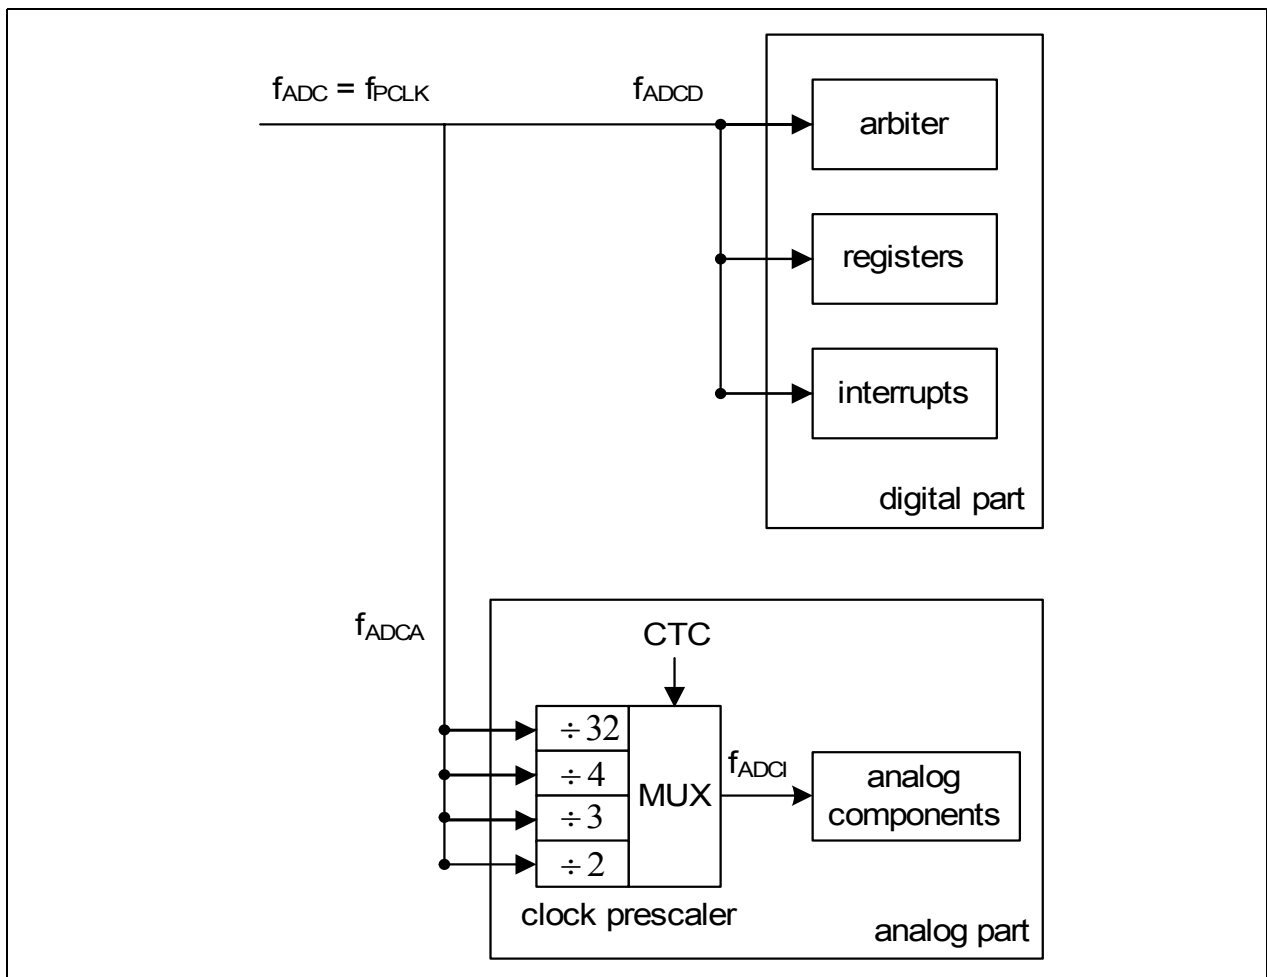 fADC = fPCLK
fADCD
arbiter
registers
interrupts
digital part
fADCA
CTC
÷32
÷4
÷3
÷2
MUX
fADCI
analog
components
clock prescaler
analog part